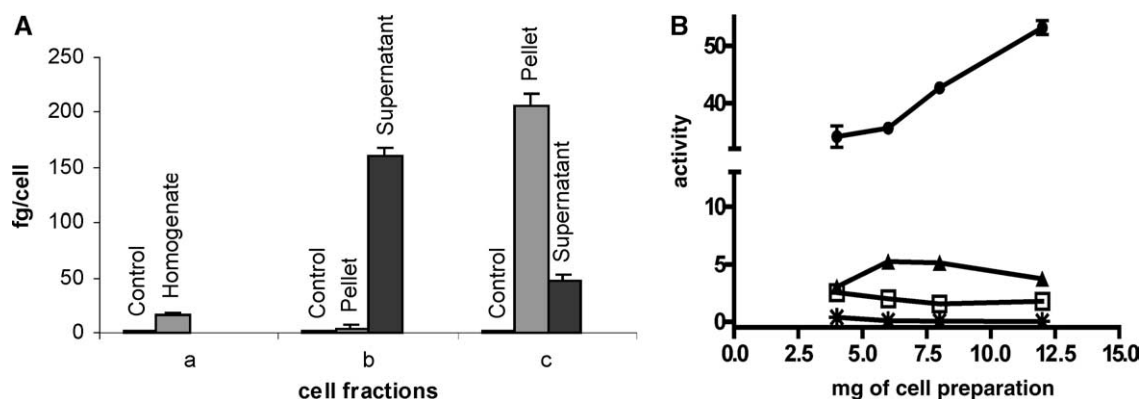 A
250
200
150
100
50
0
fg/cell
Control
Homogenate
Control
Pellet
Supernatant
Control
Pellet
Supernatant
a b c
cell fractions
B
50
40
10
5
0
activity
0.0 2.5 5.0 7.5 10.0 12.5 15.0
mg of cell preparation